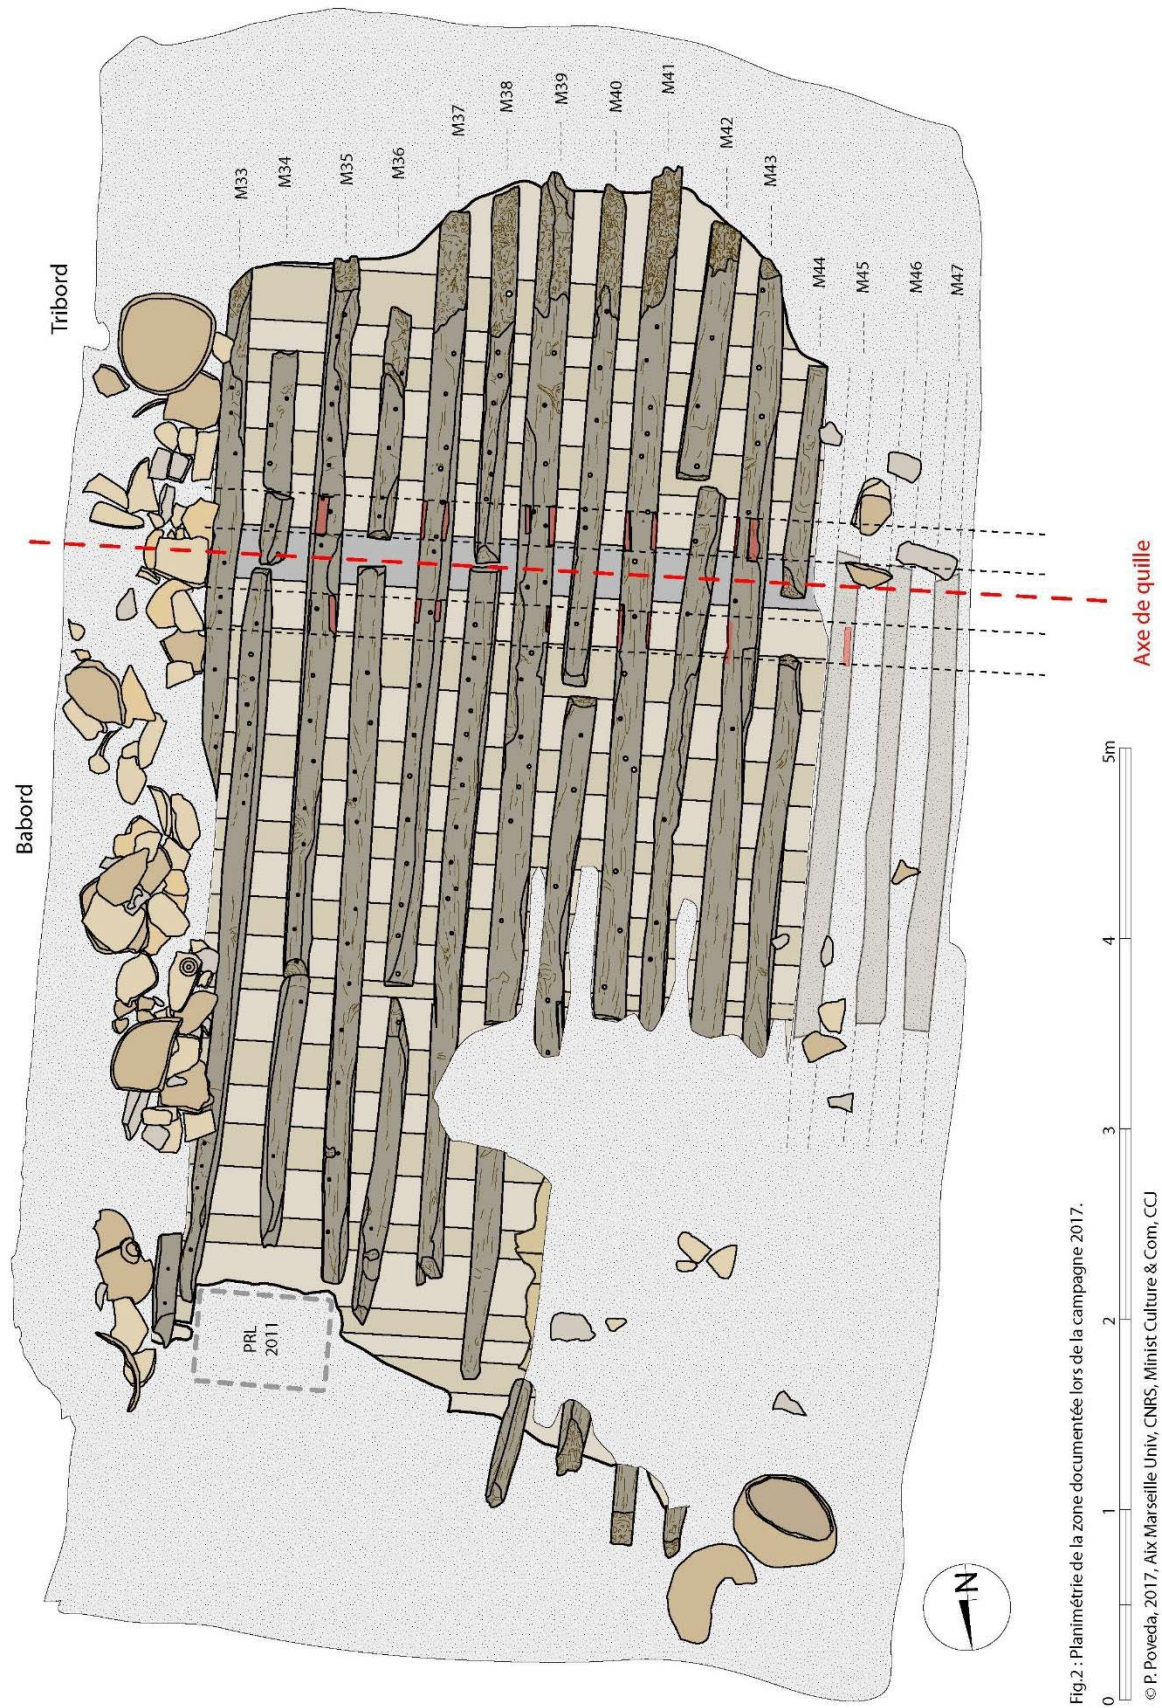 Babord
Tribord
M33
M34
M35
M36
M37
M38
M39
M40
M41
M42
M43
M44
M45
M46
M47
PRL
2011
Axe de quille
N
0
1
2
3
4
5m
Fig.2 : Planimétrie de la zone documentée lors de la campagne 2017.
© P. Poveda, 2017, Aix Marseille Univ, CNRS, Minist Culture & Com, CCJ